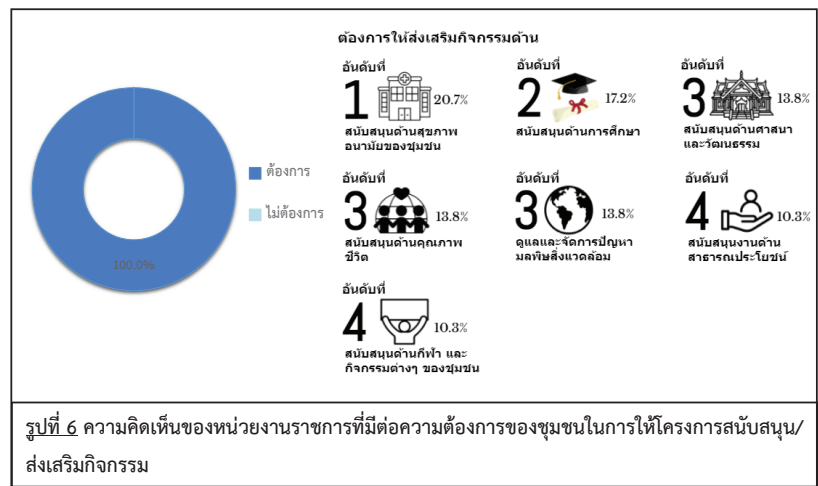 ต้องการให้ส่งเสริมกิจกรรมด้าน
อันดับที่
1 20.7%
สนับสนุนด้านสุขภาพ
อนามัยของชุมชน
อันดับที่
2 17.2%
สนับสนุนด้านการศึกษา
อันดับที่
3 13.8%
สนับสนุนด้านศาสนา
และวัฒนธรรม
ต้องการ
ไม่ต้องการ
100.0%
อันดับที่
3 13.8%
สนับสนุนด้านคุณภาพ
ชีวิต
อันดับที่
3 13.8%
ดูแลและจัดการปัญหา
มลพิษสิ่งแวดล้อม
อันดับที่
4 10.3%
สนับสนุนงานด้าน
สาธารณประโยชน์
อันดับที่
4 10.3%
สนับสนุนด้านกีฬา และ
กิจกรรมต่างๆ ของชุมชน
รูปที่ 6 ความคิดเห็นของหน่วยงานราชการที่มีต่อความต้องการของชุมชนในการให้โครงการสนับสนุน/
ส่งเสริมกิจกรรม